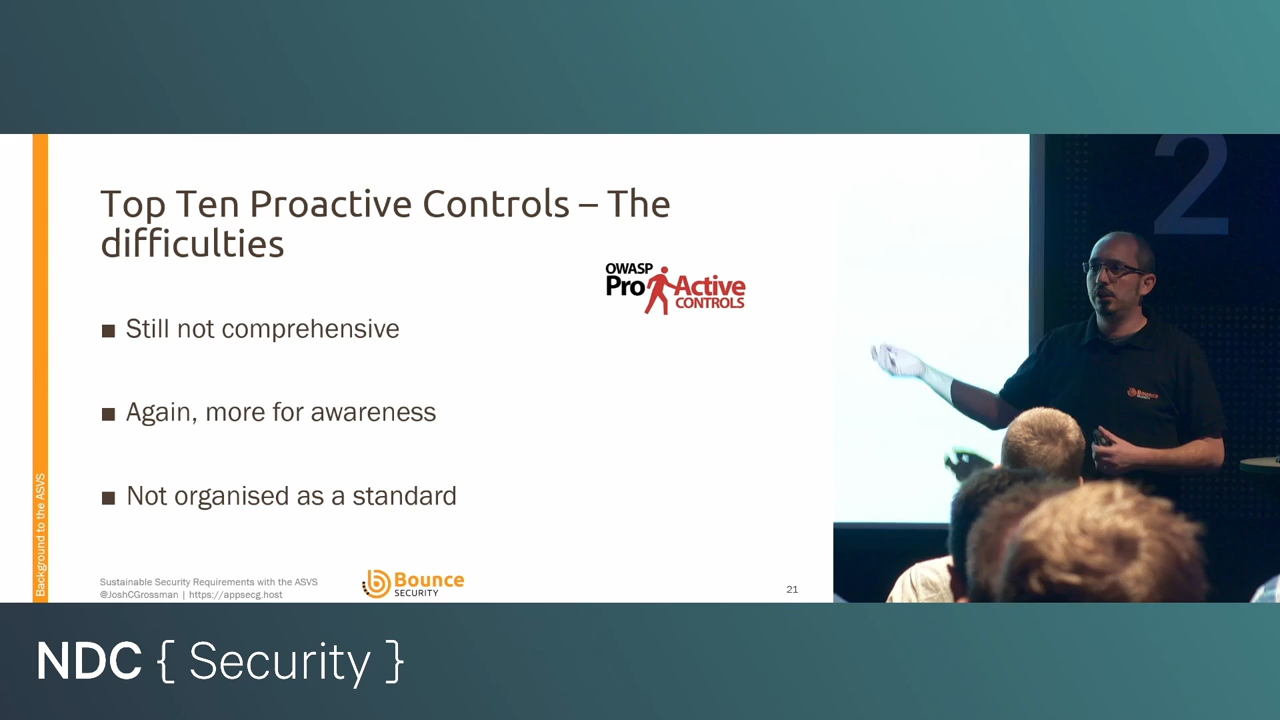 Top Ten Proactive Controls – The
difficulties
OWASP
ProActive
CONTROLS
■ Still not comprehensive
■ Again, more for awareness
■ Not organised as a standard
Background to the ASVS
Sustainable Security Requirements with the ASVS
@JoshCGrossman | https://appsecg.host
Bounce
SECURITY
21
2
Bounce
NDC { Security }